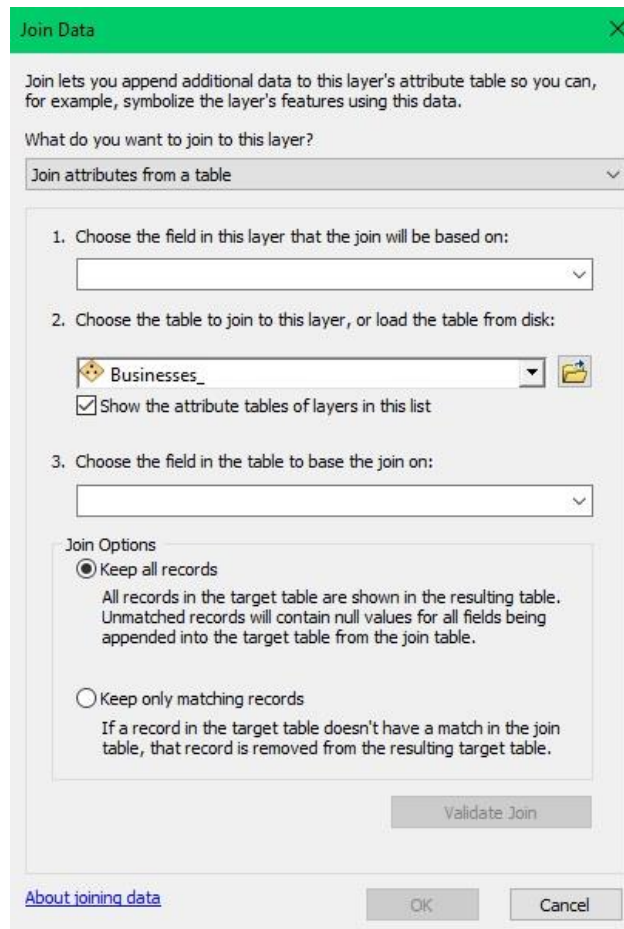 Join Data
Join lets you append additional data to this layer's attribute table so you can,
for example, symbolize the layer's features using this data.
What do you want to join to this layer?
Join attributes from a table
1. Choose the field in this layer that the join will be based on:
2. Choose the table to join to this layer, or load the table from disk:
Businesses_
Show the attribute tables of layers in this list
3. Choose the field in the table to base the join on:
Join Options
Keep all records
All records in the target table are shown in the resulting table.
Unmatched records will contain null values for all fields being
appended into the target table from the join table.
Keep only matching records
If a record in the target table doesn't have a match in the join
table, that record is removed from the resulting target table.
Validate Join
About joining data
OK
Cancel